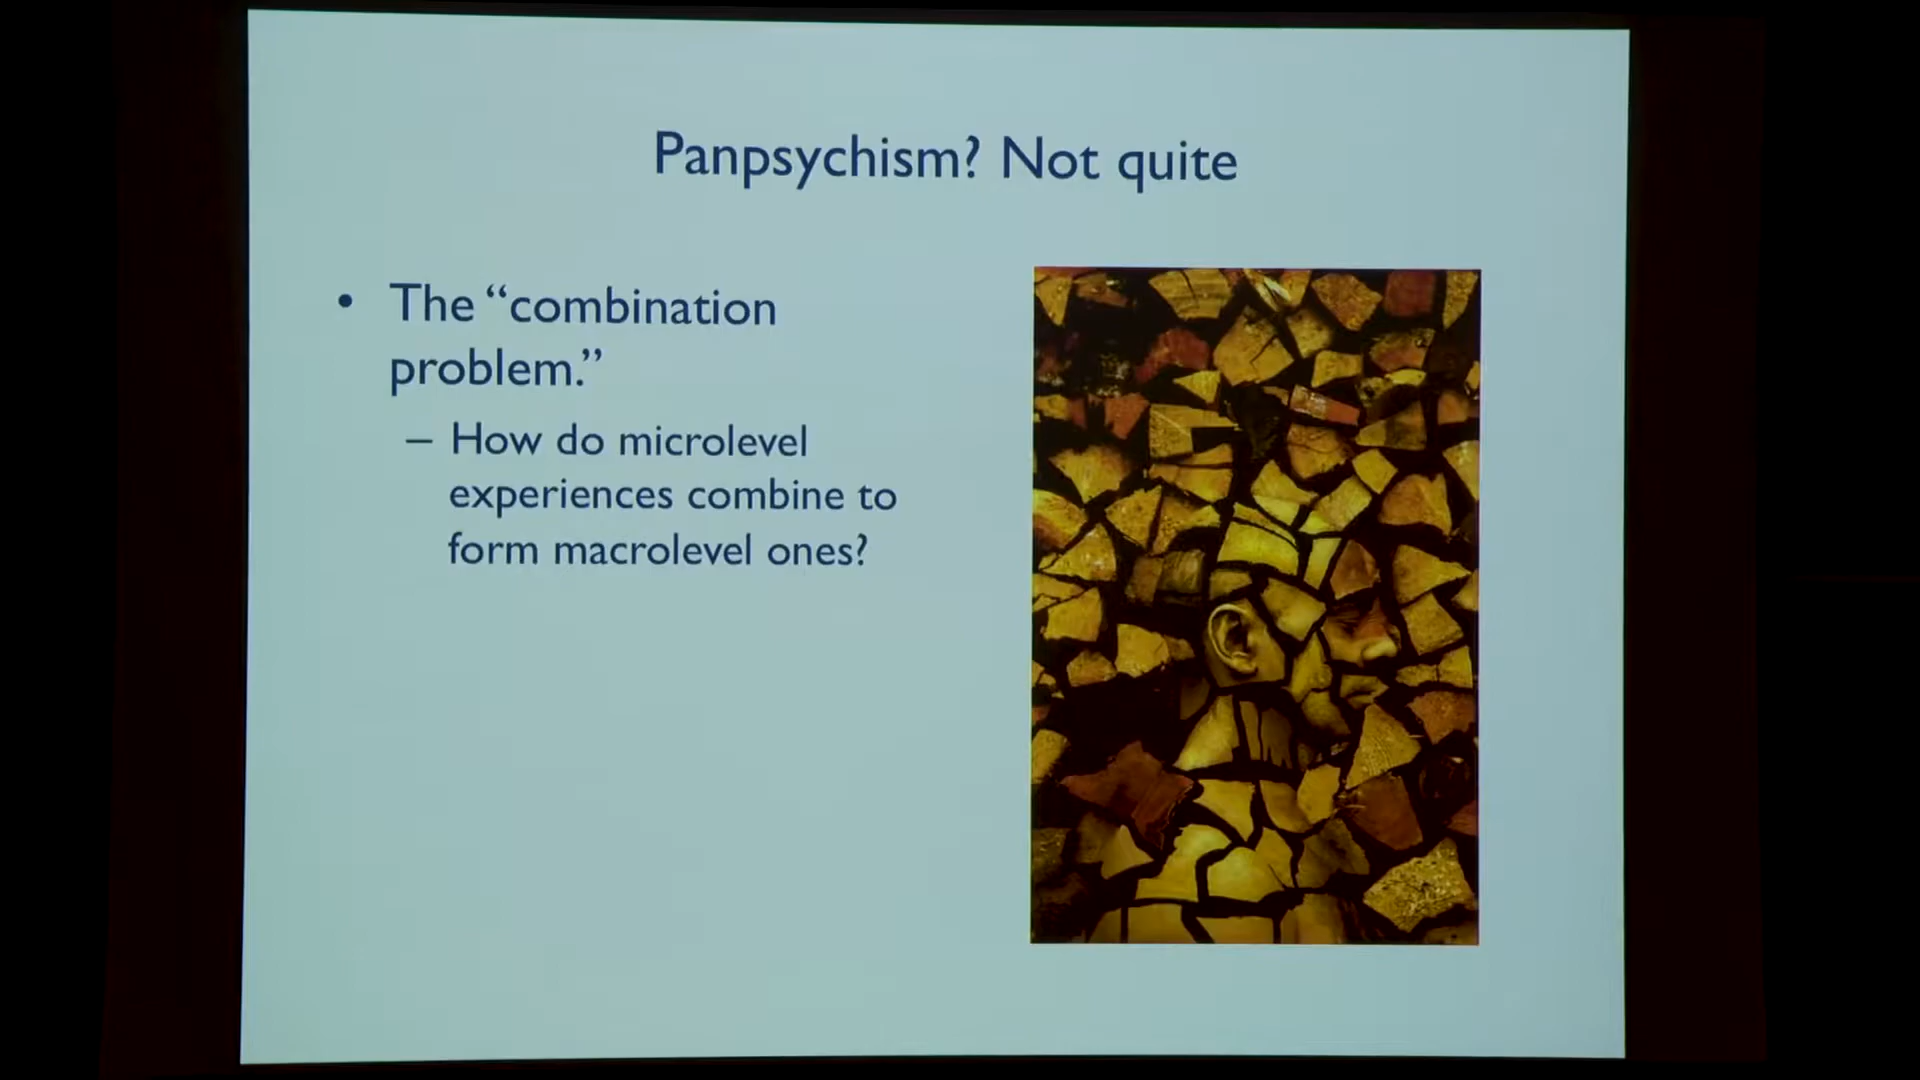 Panpsychism? Not quite
• The “combination
problem.”
– How do microlevel
experiences combine to
form macrolevel ones?